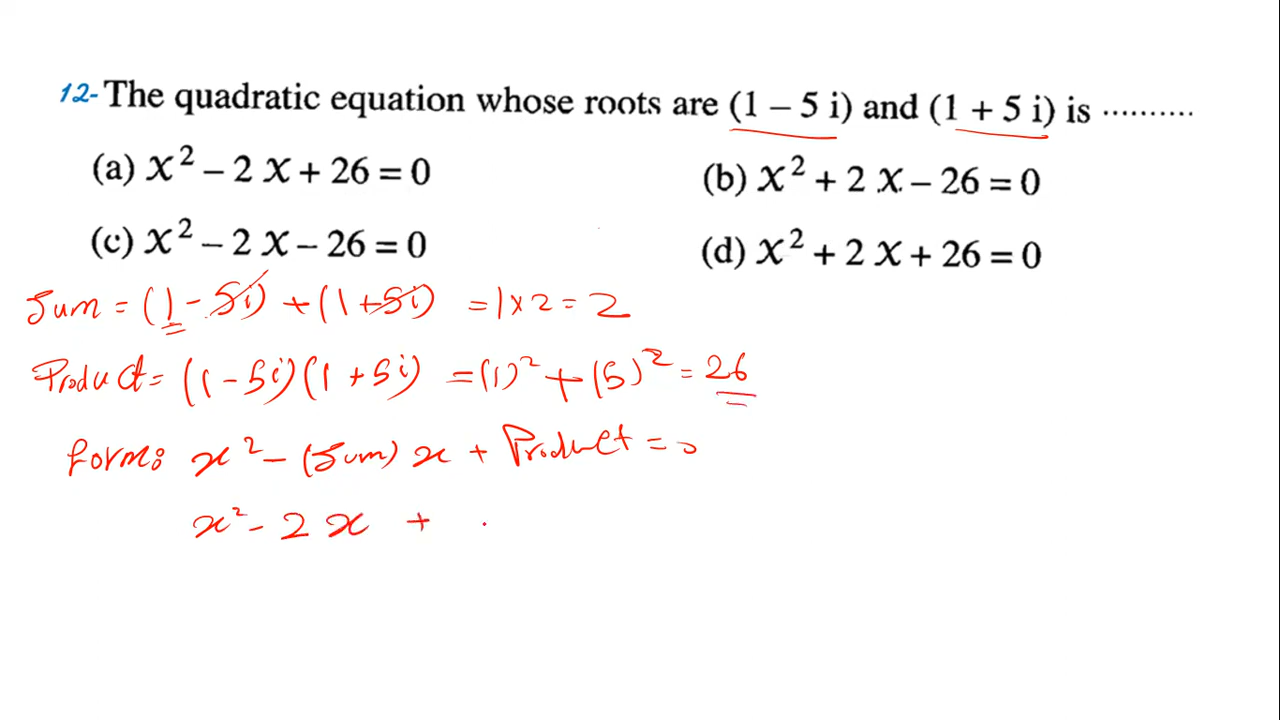 12- The quadratic equation whose roots are (1 – 5 i) and (1 + 5 i) is ..........
(a) X² – 2 X + 26 = 0 (b) X² + 2 X – 26 = 0
(c) X² – 2 X – 26 = 0 (d) X² + 2 X + 26 = 0
Sum = (1 - 5i) + (1 + 5i) = 1 x 2 = 2
Product = (1 - 5i)(1 + 5i) = (1)² + (5)² = 26
form: x² - (Sum) x + Product = 0
x² - 2 x +